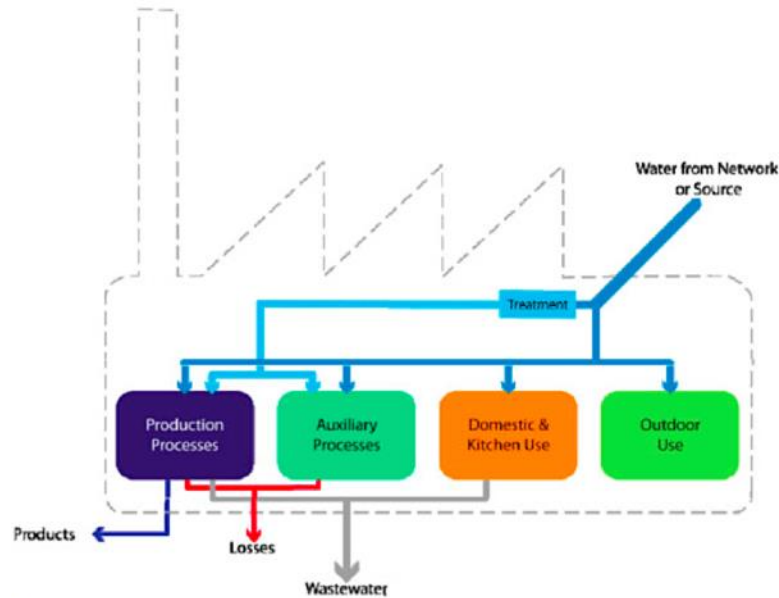 Water from Network
or Source
Treatment
Production
Processes
Auxiliary
Processes
Domestic &
Kitchen Use
Outdoor
Use
Products
Losses
Wastewater